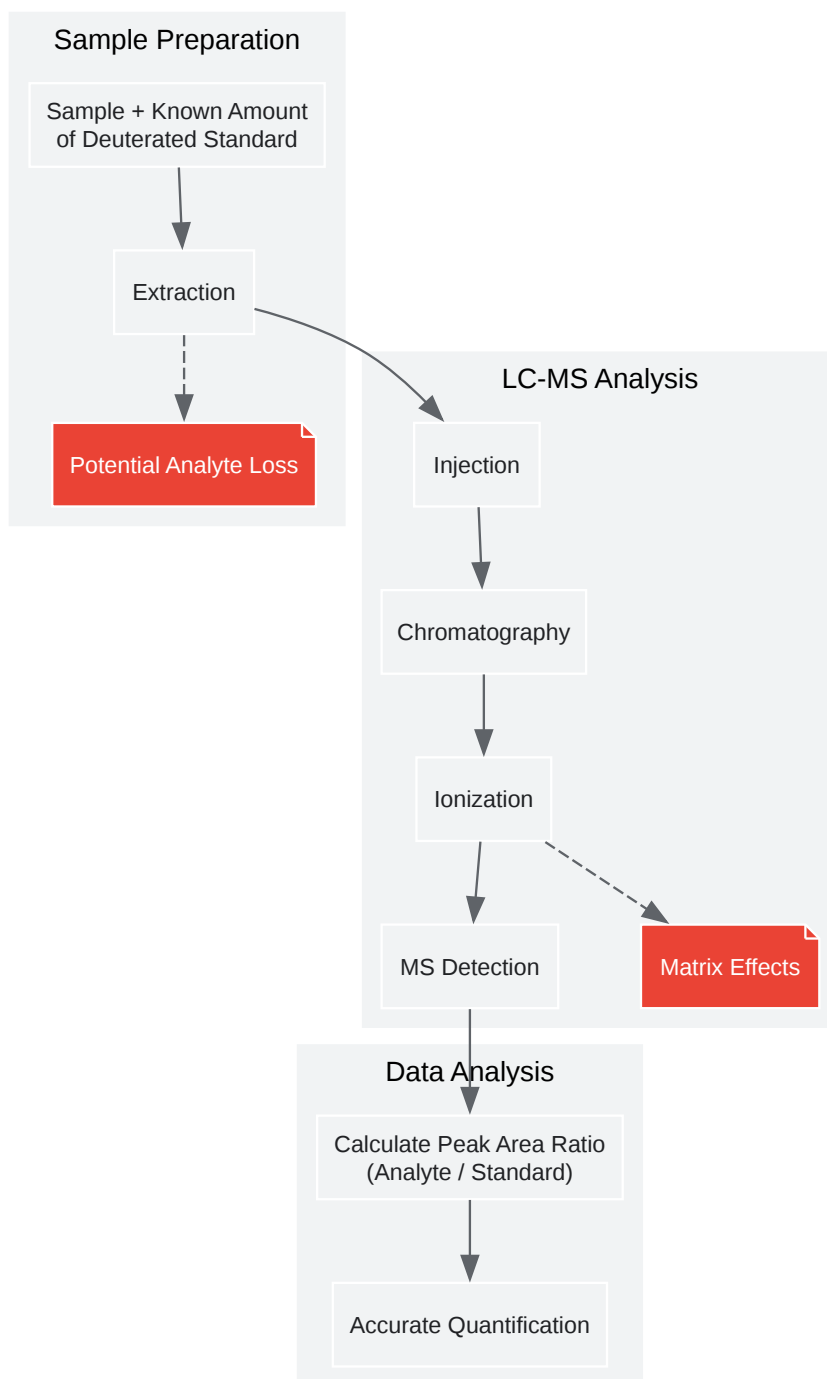 Sample Preparation
Sample + Known Amount
of Deuterated Standard
Extraction
Potential Analyte Loss
LC-MS Analysis
Injection
Chromatography
Ionization
MS Detection
Matrix Effects
Data Analysis
Calculate Peak Area Ratio
(Analyte / Standard)
Accurate Quantification